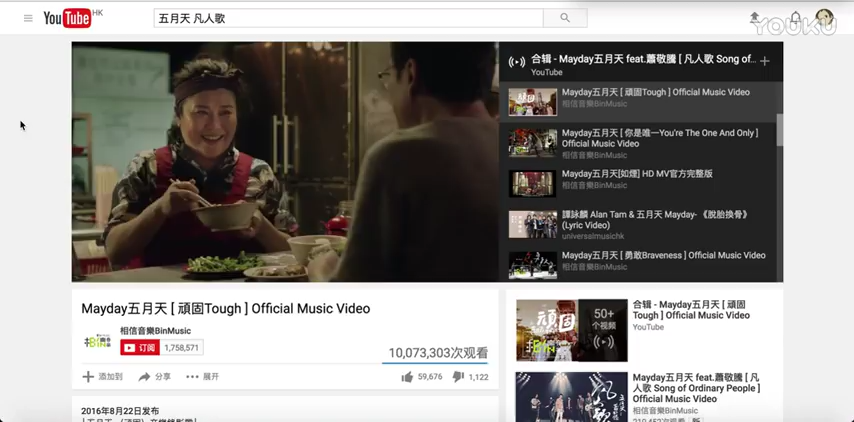 YouTube HK
五月天 凡人歌
YOUKU
合辑 - Mayday五月天 feat.蕭敬騰 [ 凡人歌 Song of...
YouTube
Mayday五月天 [ 頑固Tough ] Official Music Video
相信音樂BinMusic
Mayday五月天 [ 你是唯一You're The One And Only ]
Official Music Video
相信音樂BinMusic
Mayday五月天[如煙] HD MV官方完整版
相信音樂BinMusic
譚詠麟 Alan Tam & 五月天 Mayday- 《脫胎換骨》
(Lyric Video)
universalmusichk
Mayday五月天 [ 勇敢Braveness ] Official Music Video
相信音樂BinMusic
Mayday五月天 [ 頑固Tough ] Official Music Video
相信音樂BinMusic
订阅 1,758,571
10,073,303次观看
添加到 分享 展开
59,676 1,122
2016年8月22日发布
頑固
50+
个视频
合辑 - Mayday五月天 [ 頑固
Tough ] Official Music Video
YouTube
Mayday五月天 feat.蕭敬騰 [ 凡
人歌 Song of Ordinary People ]
Official Music Video
相信音樂BinMusic